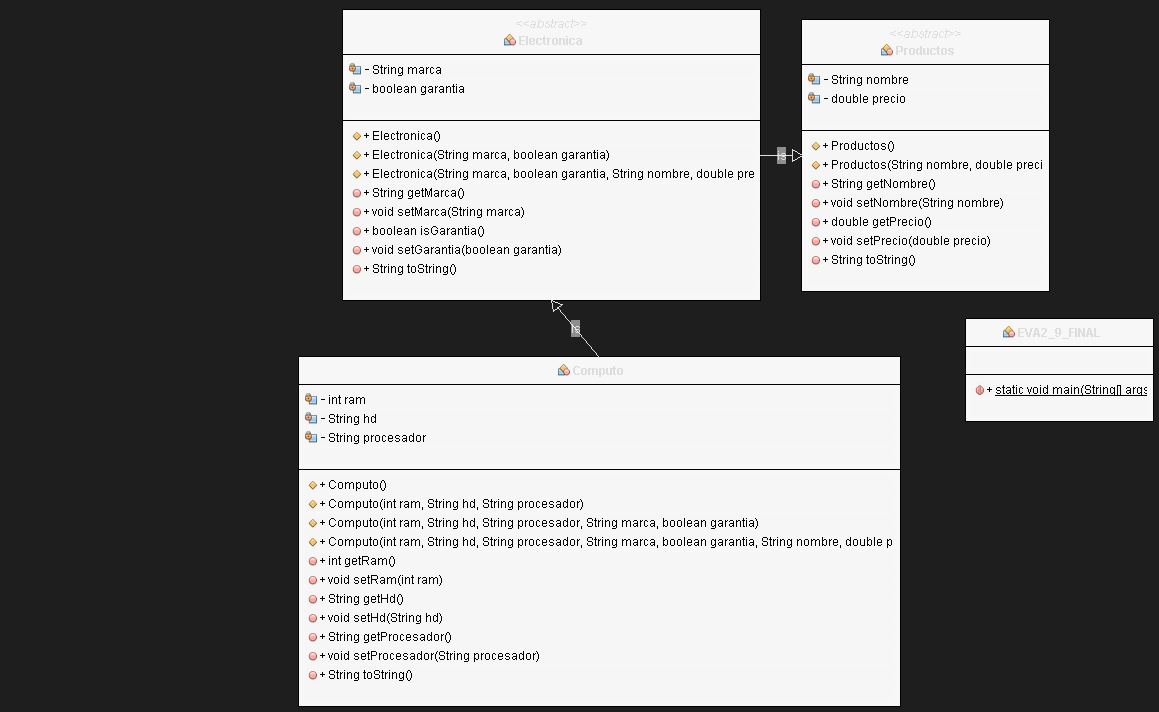 <<abstract>>
Electronica
- String marca
- boolean garantia
+ Electronica()
+ Electronica(String marca, boolean garantia)
+ Electronica(String marca, boolean garantia, String nombre, double pre
+ String getMarca()
+ void setMarca(String marca)
+ boolean isGarantia()
+ void setGarantia(boolean garantia)
+ String toString()
is
<<abstract>>
Productos
- String nombre
- double precio
+ Productos()
+ Productos(String nombre, double preci
+ String getNombre()
+ void setNombre(String nombre)
+ double getPrecio()
+ void setPrecio(double precio)
+ String toString()
is
EVA2_9_FINAL
+ static void main(String[] args
Computo
- int ram
- String hd
- String procesador
+ Computo()
+ Computo(int ram, String hd, String procesador)
+ Computo(int ram, String hd, String procesador, String marca, boolean garantia)
+ Computo(int ram, String hd, String procesador, String marca, boolean garantia, String nombre, double p
+ int getRam()
+ void setRam(int ram)
+ String getHd()
+ void setHd(String hd)
+ String getProcesador()
+ void setProcesador(String procesador)
+ String toString()